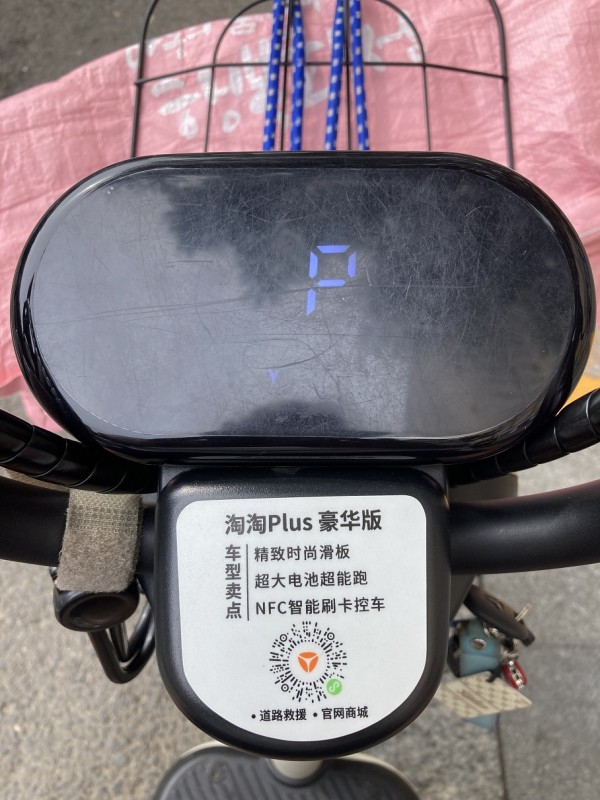 P
淘淘Plus 豪华版
车型卖点
精致时尚滑板
超大电池超能跑
NFC智能刷卡控车
•道路救援 •官网商城